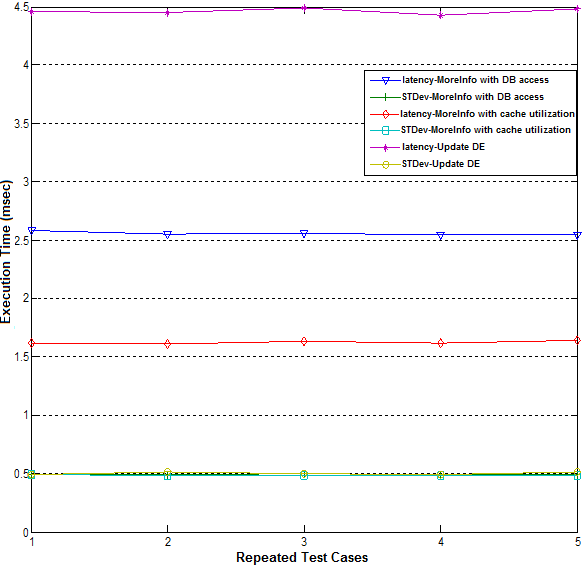 4.5
4
3.5
3
2.5
2
1.5
1
0.5
0
Execution Time (msec)
latency-MoreInfo with DB access
STDev-MoreInfo with DB access
latency-MoreInfo with cache utilization
STDev-MoreInfo with cache utilization
latency-Update DE
STDev-Update DE
1 2 3 4 5
Repeated Test Cases